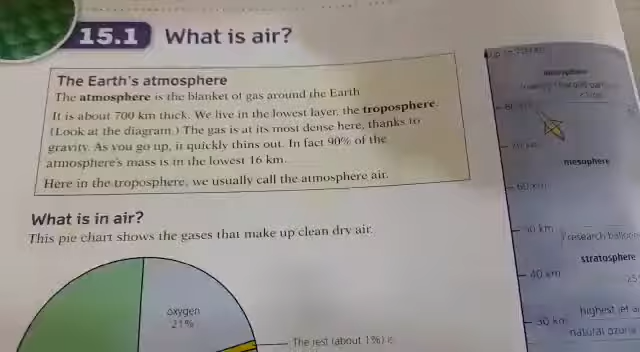 15.1 What is air?
The Earth's atmosphere
The atmosphere is the blanket of gas around the Earth
It is about 700 km thick. We live in the lowest layer, the troposphere.
(Look at the diagram.) The gas is at its most dense here, thanks to
gravity. As you go up, it quickly thins out. In fact 90% of the
atmosphere's mass is in the lowest 16 km.
Here in the troposphere, we usually call the atmosphere air.
What is in air?
This pie chart shows the gases that make up clean dry air.
oxygen
21%
The rest (about 1%) is
mesosphere
60 km
50 km
research balloon
stratosphere
40 km
highest jet
30 km
natural ozone